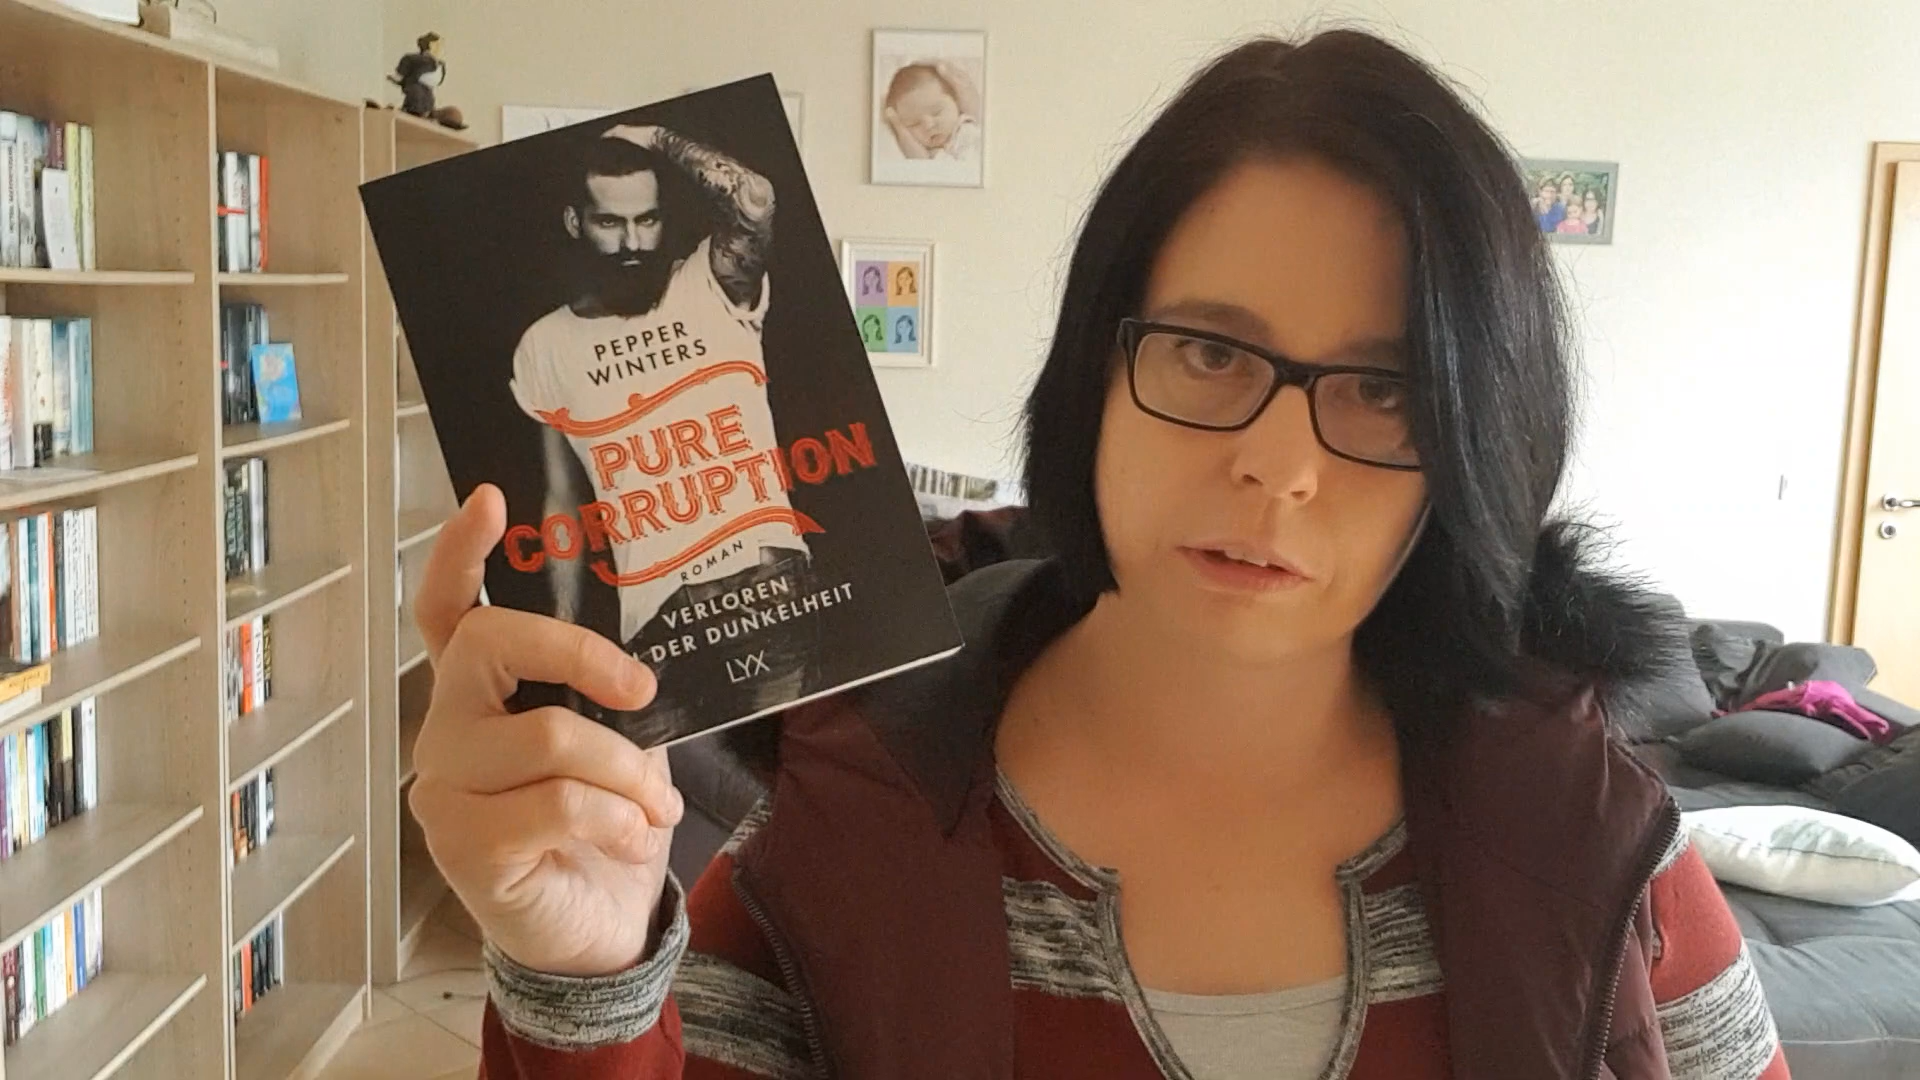 PEPPER
WINTERS
PURE
CORRUPTION
ROMAN
VERLOREN
DER DUNKELHEIT
LYX